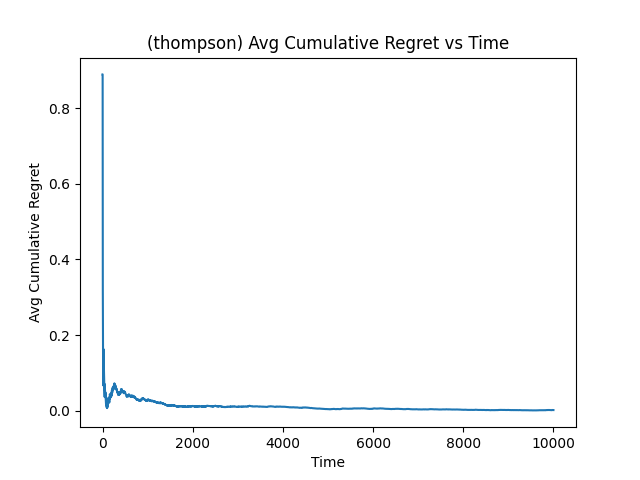 (thompson) Avg Cumulative Regret vs Time
Avg Cumulative Regret
0.8
0.6
0.4
0.2
0.0
0 2000 4000 6000 8000 10000
Time